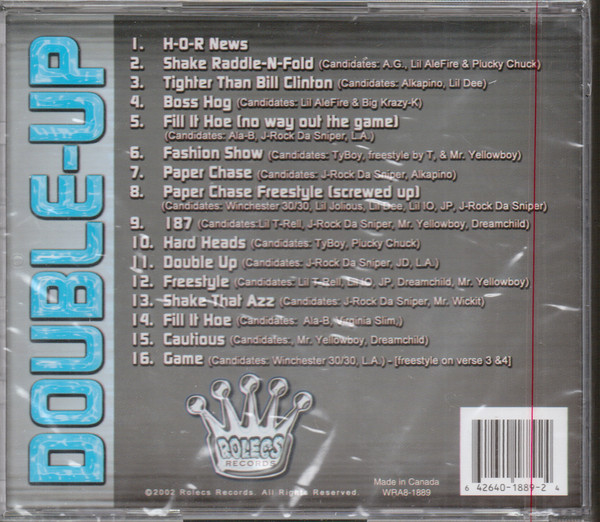 DOUBLE-UP
1. H-O-R News
2. Shake Raddle-N-Fold (Candidates: A.G., Lil AleFire & Plucky Chuck)
3. Tighter Than Bill Clinton (Candidates: Alkapino, Lil Dee)
4. Boss Hog (Candidates: Lil AleFire & Big Krazy-K)
5. Fill It Hoe (no way out the game)
(Candidates: Ala-B, J-Rock Da Sniper, L.A.)
6. Fashion Show (Candidates: TyBoy, freestyle by T, & Mr. Yellowboy)
7. Paper Chase (Candidates: J-Rock Da Sniper, Alkapino)
8. Paper Chase Freestyle (screwed up)
(Candidates: Winchester 30/30, Lil Jolious, Lil Dee, Lil IO, JP, J-Rock Da Sniper)
9. 187 (Candidates:Lil T-Rell, J-Rock Da Sniper, Mr. Yellowboy, Dreamchild)
10. Hard Heads (Candidates: TyBoy, Plucky Chuck)
11. Double Up (Candidates: J-Rock Da Sniper, JD, L.A.)
12. Freestyle (Candidates: Lil T-Rell, Lil IO, JP, Dreamchild, Mr. Yellowboy)
13. Shake That Azz (Candidates: J-Rock Da Sniper, Mr. Wickit)
14. Fill It Hoe (Candidates: Ala-B, Virginia Slim,)
15. Cautious (Candidates:, Mr. Yellowboy, Dreamchild)
16. Game (Candidates: Winchester 30/30, L.A.) - [freestyle on verse 3 &4]
ROLECS
RECORDS
©2002 Rolecs Records. All Rights Reserved.
Made in Canada
WRA8-1889
6 42640-1889-2 4